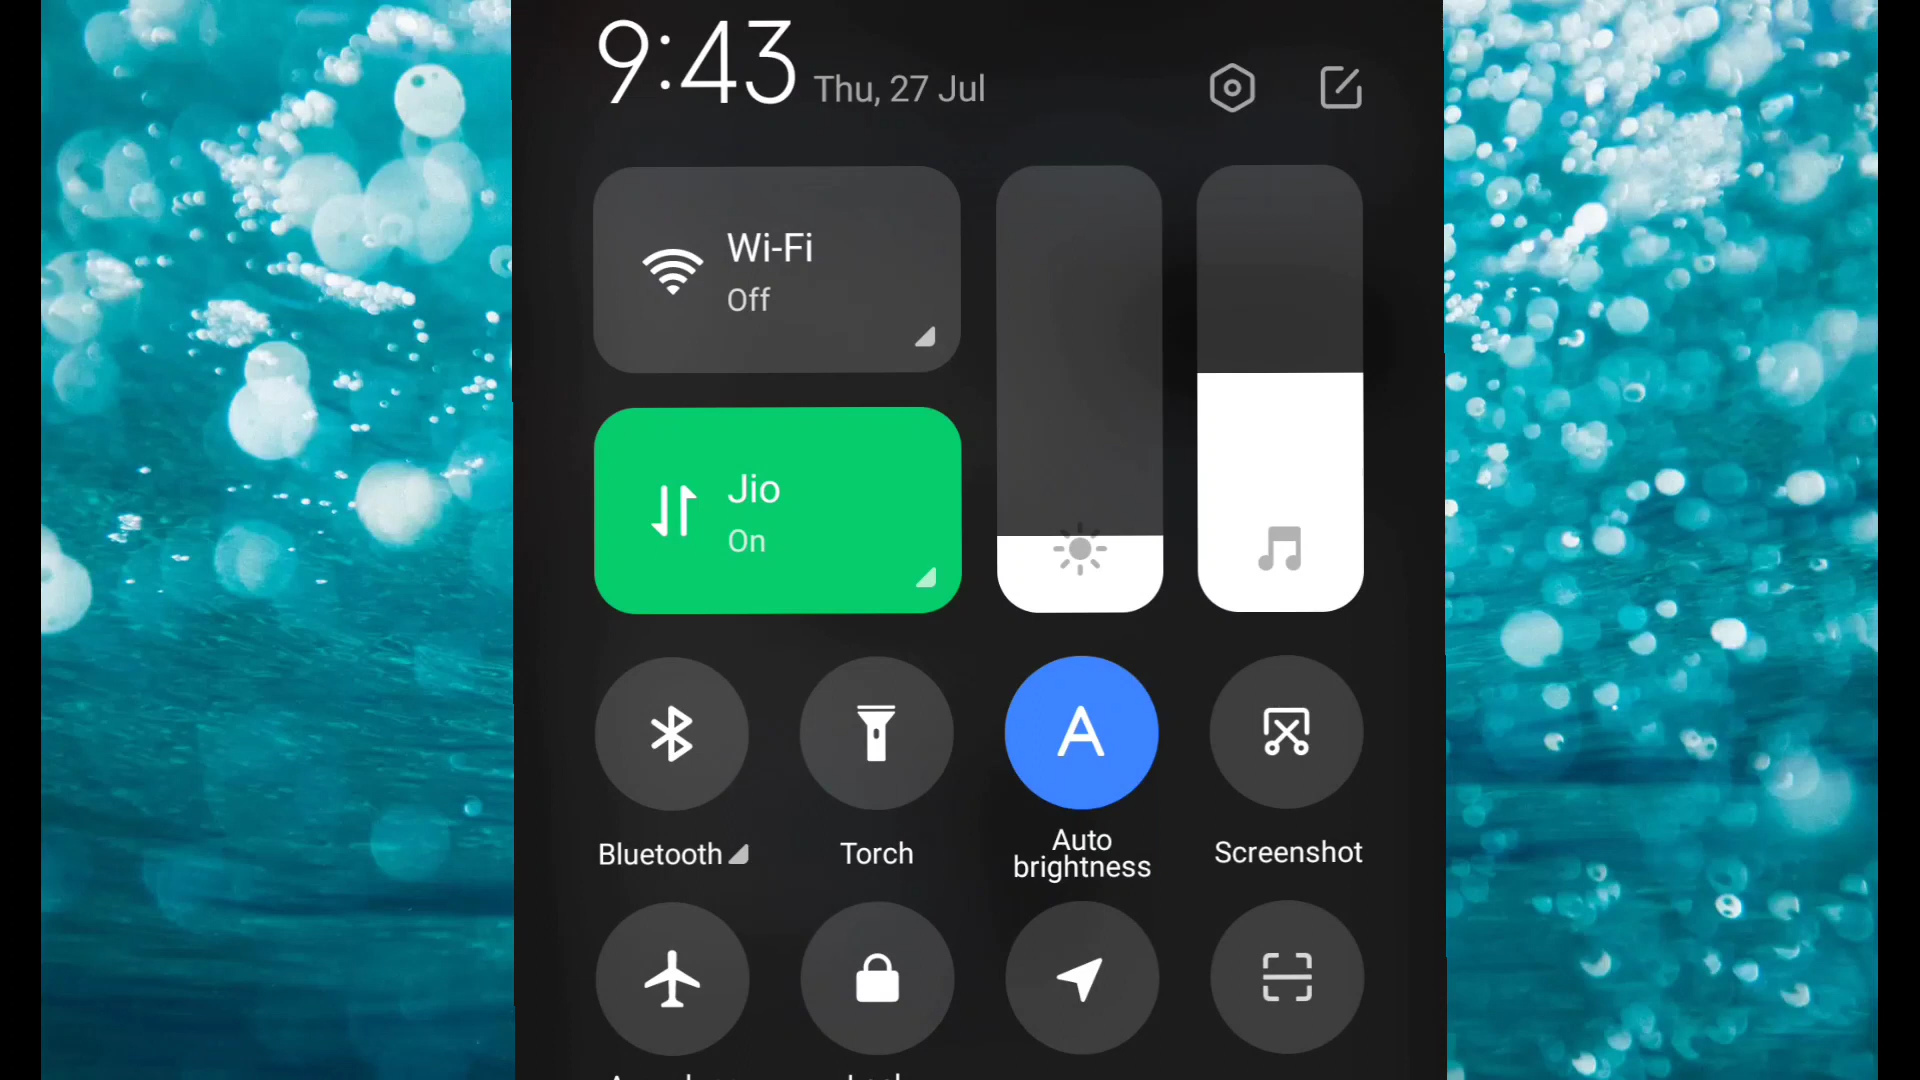 9:43 Thu, 27 Jul
Wi-Fi
Off
Jio
On
A
Bluetooth
Torch
Auto
brightness
Screenshot